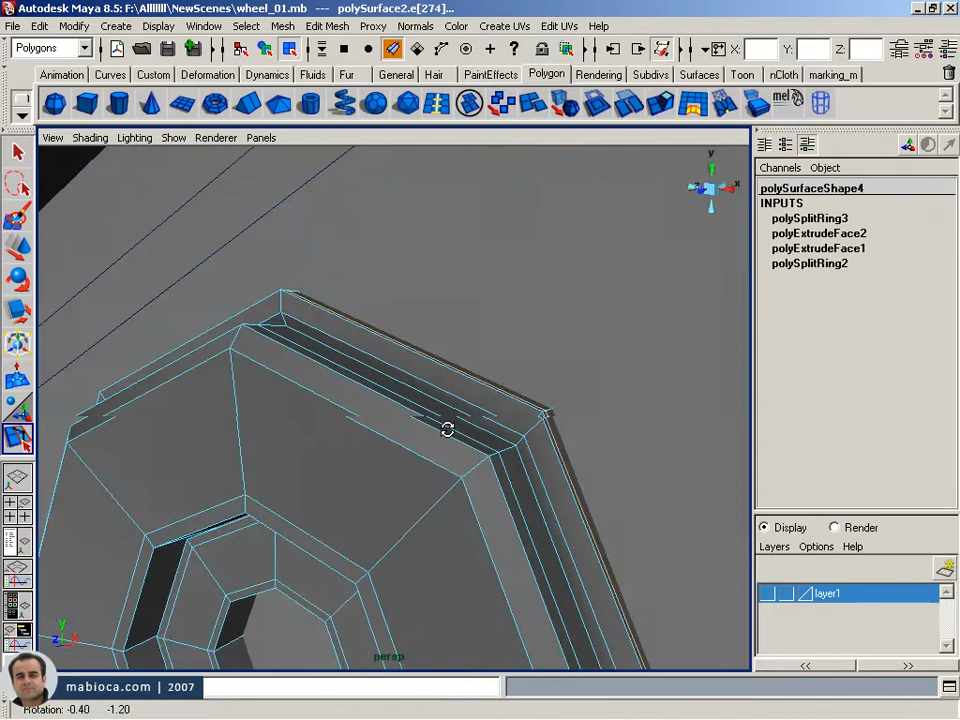 Autodesk Maya 8.5: F:\Alllllll\NewScenes\wheel_01.mb --- polySurface2.e[274]...
File Edit Modify Create Display Window Select Mesh Edit Mesh Proxy Normals Color Create UVs Edit UVs Help
Polygons X: Y: Z:
Animation Curves Custom Deformation Dynamics Fluids Fur General Hair PaintEffects Polygon Rendering Subdivs Surfaces Toon nCloth marking_m
mel
View Shading Lighting Show Renderer Panels
Channels Object
polySurfaceShape4
INPUTS
polySplitRing3
polyExtrudeFace2
polyExtrudeFace1
polySplitRing2
y
x
Display Render
Layers Options Help
layer1
y
z x
persp
<< >>
mabioca.com | 2007
Rotation: -0.40 -1.20